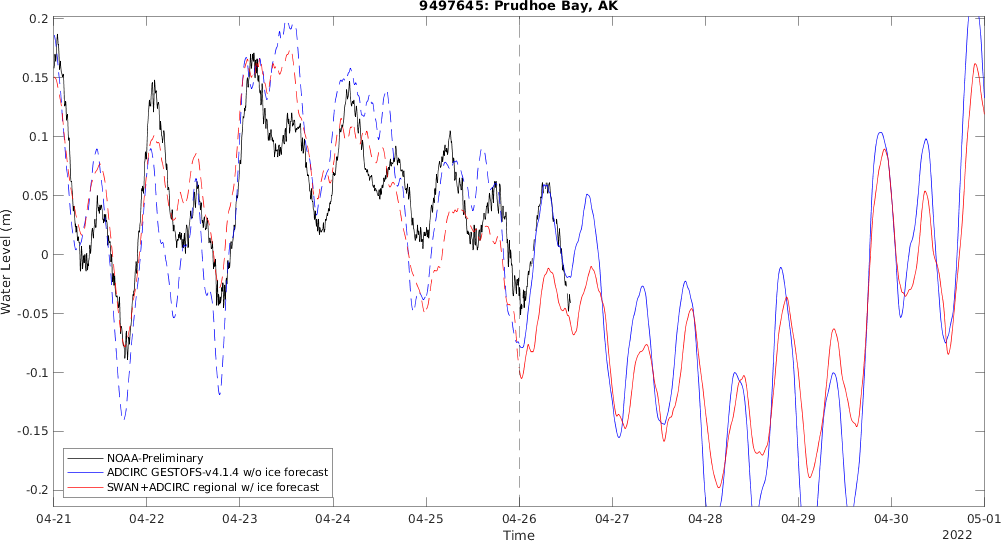 9497645: Prudhoe Bay, AK
Water Level (m)
0.2
0.15
0.1
0.05
0
-0.05
-0.1
-0.15
-0.2
NOAA-Preliminary
ADCIRC GESTOFS-v4.1.4 w/o ice forecast
SWAN+ADCIRC regional w/ ice forecast
04-21 04-22 04-23 04-24 04-25 04-26 04-27 04-28 04-29 04-30 05-01
Time
2022